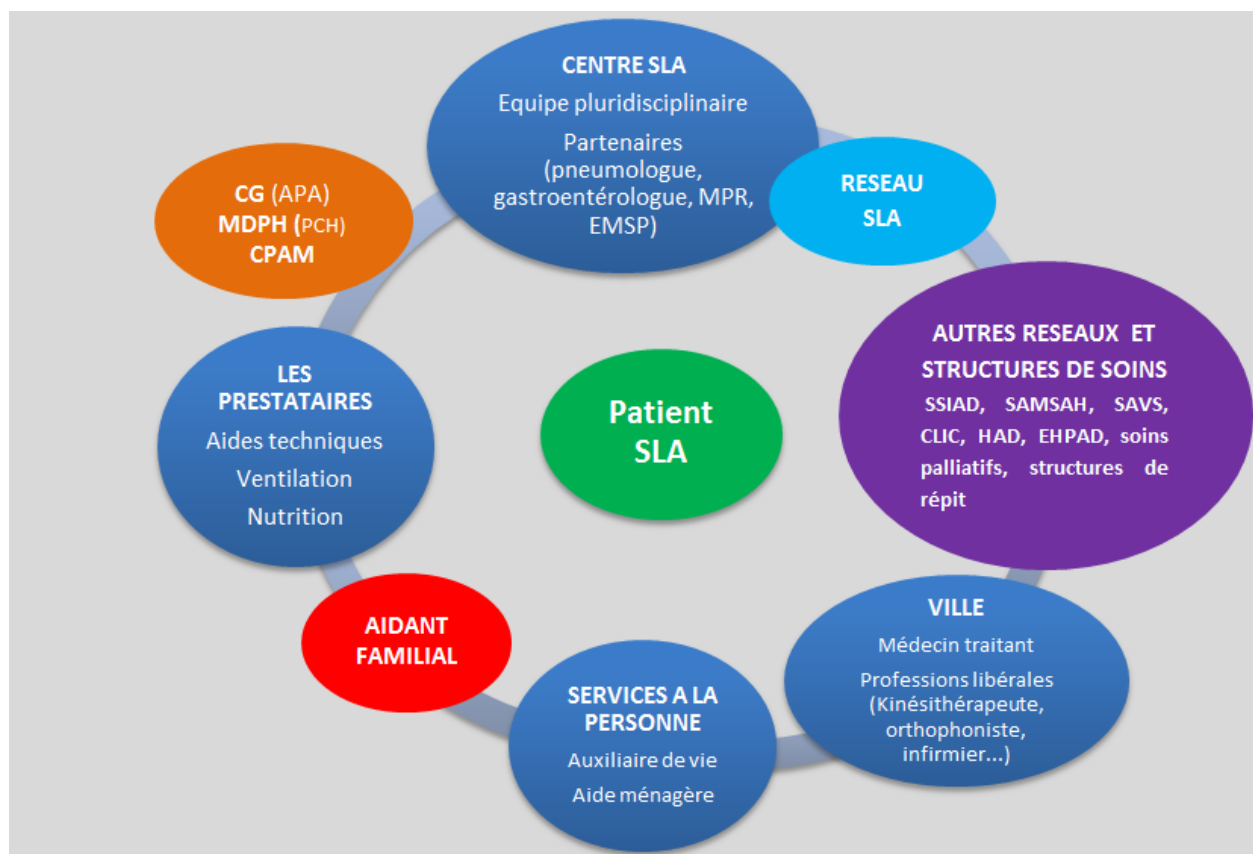 CENTRE SLA
Equipe pluridisciplinaire
Partenaires
(pneumologue,
gastroentérologue, MPR,
EMSP)
RESEAU
SLA
CG (APA)
MDPH (PCH)
CPAM
AUTRES RESEAUX ET
STRUCTURES DE SOINS
SSIAD, SAMSAH, SAVS,
CLIC, HAD, EHPAD, soins
palliatifs, structures de
répit
LES
PRESTATAIRES
Aides techniques
Ventilation
Nutrition
Patient
SLA
AIDANT
FAMILIAL
VILLE
Médecin traitant
Professions libérales
(Kinésithérapeute,
orthophoniste,
infirmier...)
SERVICES A LA
PERSONNE
Auxiliaire de vie
Aide ménagère